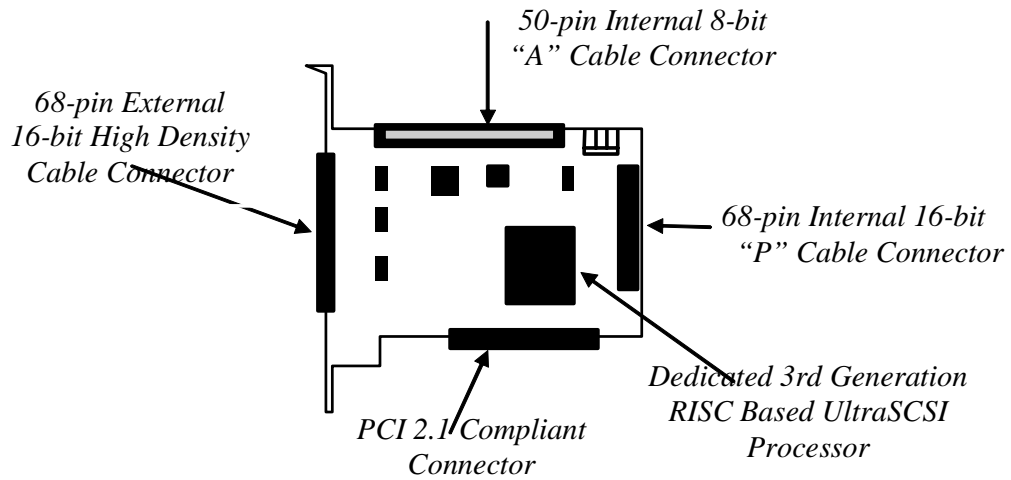 50-pin Internal 8-bit
“A” Cable Connector
68-pin External
16-bit High Density
Cable Connector
68-pin Internal 16-bit
“P” Cable Connector
Dedicated 3rd Generation
RISC Based UltraSCSI
Processor
PCI 2.1 Compliant
Connector